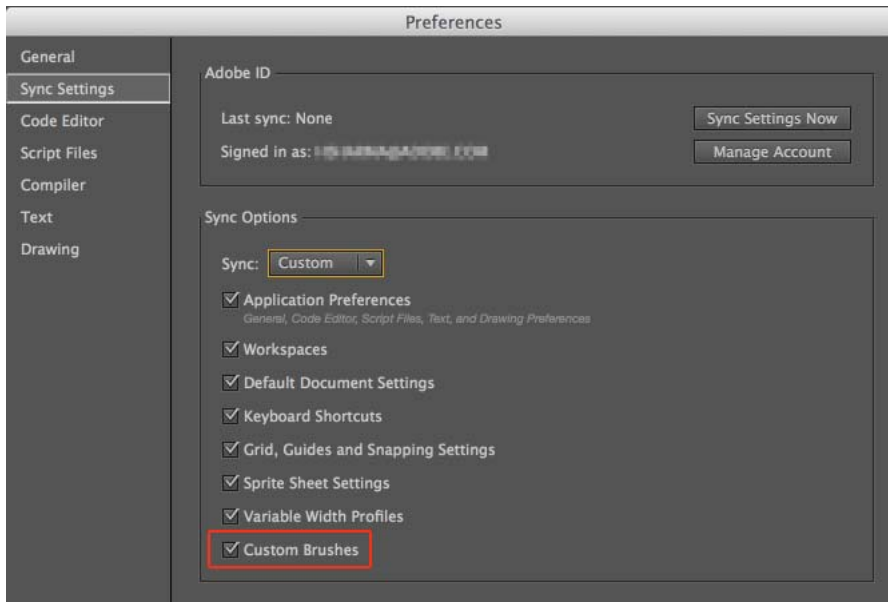 Preferences
General
Sync Settings
Code Editor
Script Files
Compiler
Text
Drawing
Adobe ID
Last sync: None
Sync Settings Now
Signed in as:
Manage Account
Sync Options
Sync: Custom
Application Preferences
General, Code Editor, Script Files, Text, and Drawing Preferences
Workspaces
Default Document Settings
Keyboard Shortcuts
Grid, Guides and Snapping Settings
Sprite Sheet Settings
Variable Width Profiles
Custom Brushes